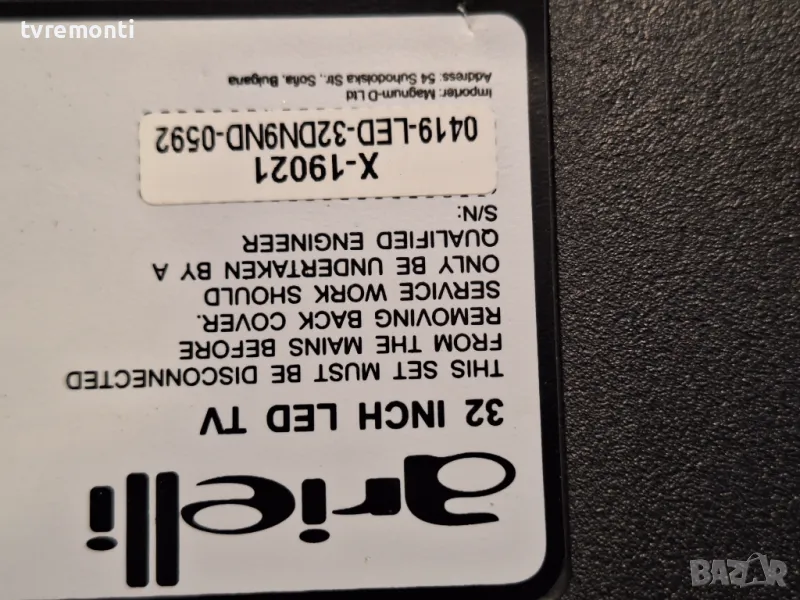 tvremonti
arielli
32 INCH LED TV
THIS SET MUST BE DISCONNECTED
FROM THE MAINS BEFORE
REMOVING BACK COVER.
SERVICE WORK SHOULD
ONLY BE UNDERTAKEN BY A
QUALIFIED ENGINEER
S/N:
X-19021
0419-LED-32DN9ND-0592
Importer: Magnum-D Ltd
Address: 54 Suhodolska Str., Sofia, Bulgaria
BAZAR